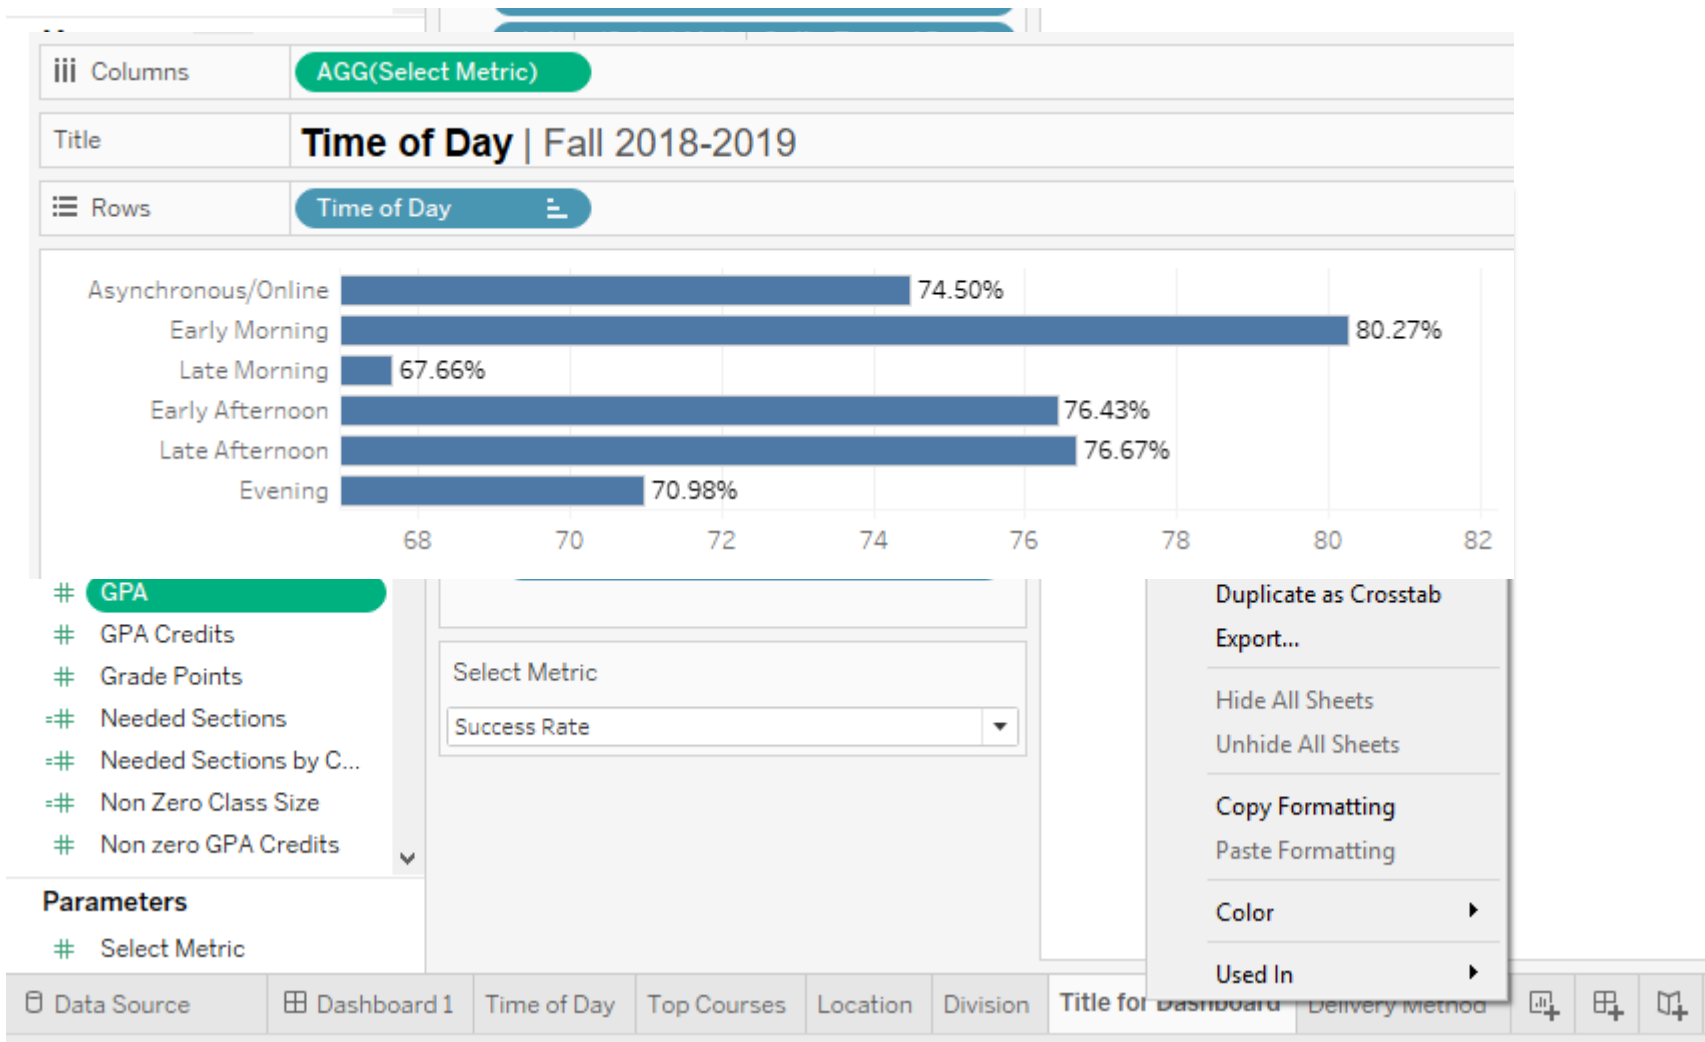 Columns
AGG(Select Metric)
Title
Time of Day | Fall 2018-2019
Rows
Time of Day
Asynchronous/Online
74.50%
Early Morning
80.27%
Late Morning
67.66%
Early Afternoon
76.43%
Late Afternoon
76.67%
Evening
70.98%
68 70 72 74 76 78 80 82
GPA
GPA Credits
Grade Points
Needed Sections
Needed Sections by C...
Non Zero Class Size
Non zero GPA Credits
Parameters
Select Metric
Select Metric
Success Rate
Duplicate as Crosstab
Export...
Hide All Sheets
Unhide All Sheets
Copy Formatting
Paste Formatting
Color
Used In
Data Source
Dashboard 1
Time of Day
Top Courses
Location
Division
Title for Dashboard
Delivery Method